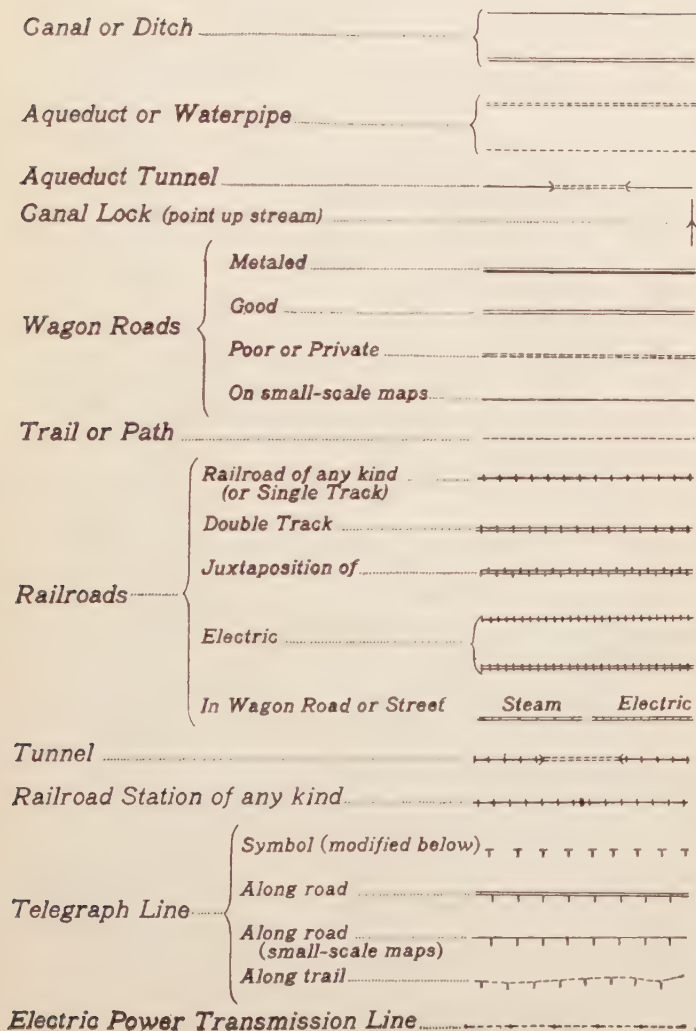 Canal or Ditch
Aqueduct or Waterpipe
Aqueduct Tunnel
Canal Lock (point up stream)
Wagon Roads
Metaled
Good
Poor or Private
On small-scale maps
Trail or Path
Railroads
Railroad of any kind
(or Single Track)
Double Track
Juxtaposition of
Electric
In Wagon Road or Street
Steam Electric
Tunnel
Railroad Station of any kind
Telegraph Line
Symbol (modified below)
Along road
Along road
(small-scale maps)
Along trail
Electric Power Transmission Line